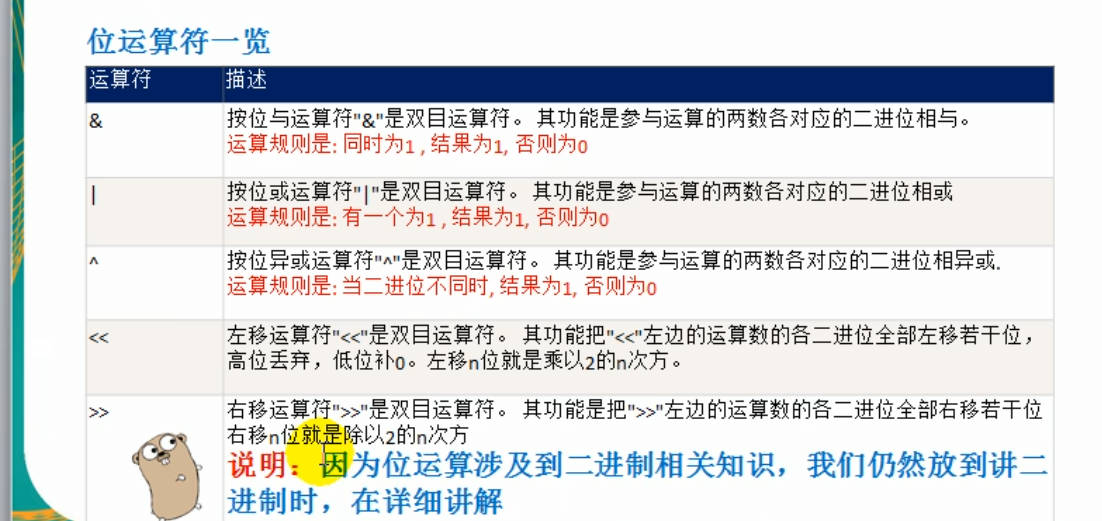 位运算符一览
运算符 描述
& 按位与运算符"&"是双目运算符。 其功能是参与运算的两数各对应的二进位相与。
运算规则是: 同时为1 , 结果为1, 否则为0
| 按位或运算符"|"是双目运算符。 其功能是参与运算的两数各对应的二进位相或
运算规则是: 有一个为1 , 结果为1, 否则为0
^ 按位异或运算符"^"是双目运算符。 其功能是参与运算的两数各对应的二进位相异或.
运算规则是: 当二进位不同时, 结果为1, 否则为0
<< 左移运算符"<<"是双目运算符。 其功能把"<<"左边的运算数的各二进位全部左移若干位，
高位丢弃，低位补0。左移n位就是乘以2的n次方。
>> 右移运算符">>"是双目运算符。 其功能是把">>"左边的运算数的各二进位全部右移若干位
右移n位就是除以2的n次方
说明：因为位运算涉及到二进制相关知识，我们仍然放到讲二
进制时，在详细讲解